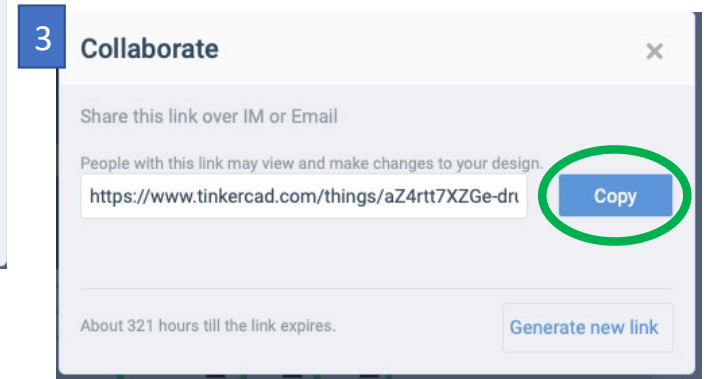 3
Collaborate
Share this link over IM or Email
People with this link may view and make changes to your design.
https://www.tinkercad.com/things/aZ4rtt7XZGe-dru
Copy
About 321 hours till the link expires.
Generate new link